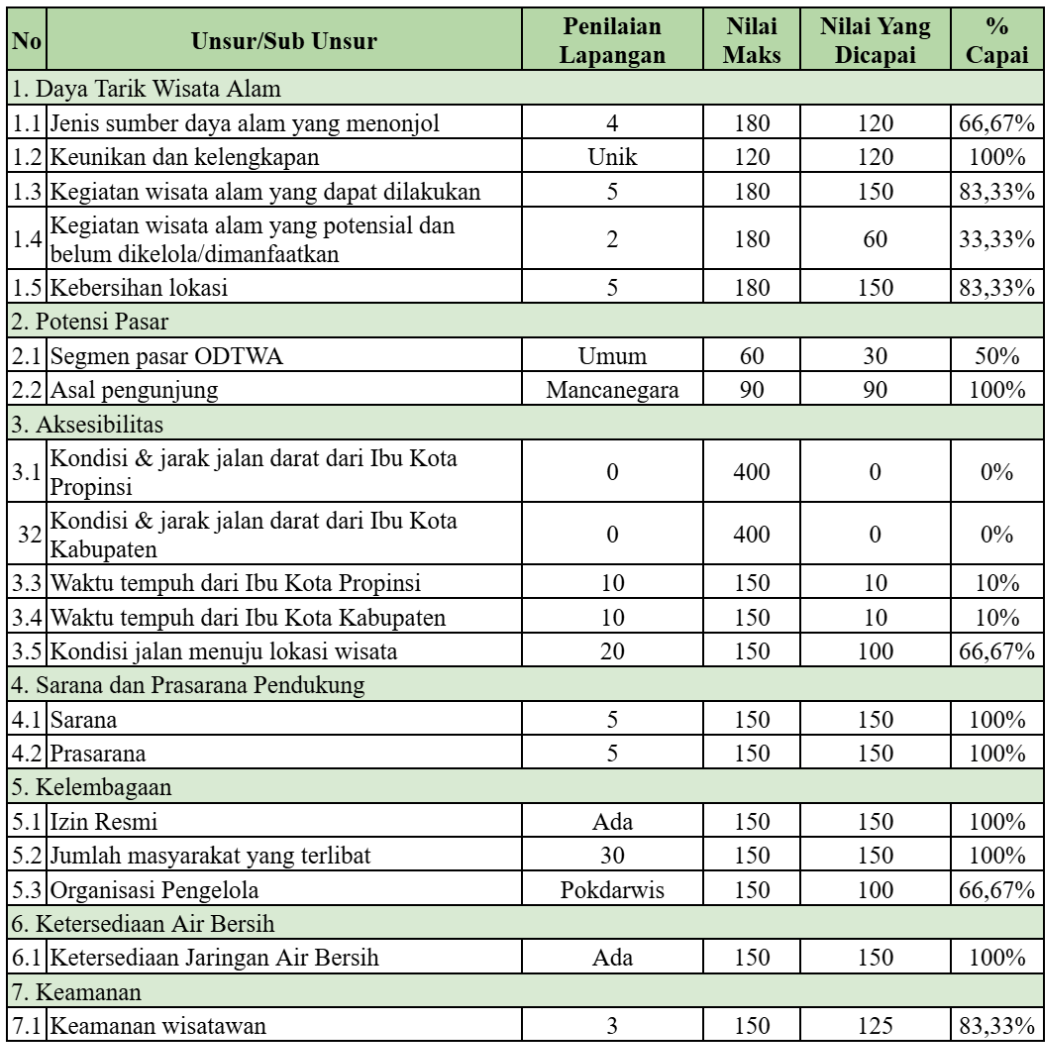 No Unsur/Sub Unsur Penilaian Lapangan Nilai Maks Nilai Yang Dicapai % Capai
1. Daya Tarik Wisata Alam
1.1 Jenis sumber daya alam yang menonjol 4 180 120 66,67%
1.2 Keunikan dan kelengkapan Unik 120 120 100%
1.3 Kegiatan wisata alam yang dapat dilakukan 5 180 150 83,33%
1.4 Kegiatan wisata alam yang potensial dan belum dikelola/dimanfaatkan 2 180 60 33,33%
1.5 Kebersihan lokasi 5 180 150 83,33%
2. Potensi Pasar
2.1 Segmen pasar ODTWA Umum 60 30 50%
2.2 Asal pengunjung Mancanegara 90 90 100%
3. Aksesibilitas
3.1 Kondisi & jarak jalan darat dari Ibu Kota Propinsi 0 400 0 0%
32 Kondisi & jarak jalan darat dari Ibu Kota Kabupaten 0 400 0 0%
3.3 Waktu tempuh dari Ibu Kota Propinsi 10 150 10 10%
3.4 Waktu tempuh dari Ibu Kota Kabupaten 10 150 10 10%
3.5 Kondisi jalan menuju lokasi wisata 20 150 100 66,67%
4. Sarana dan Prasarana Pendukung
4.1 Sarana 5 150 150 100%
4.2 Prasarana 5 150 150 100%
5. Kelembagaan
5.1 Izin Resmi Ada 150 150 100%
5.2 Jumlah masyarakat yang terlibat 30 150 150 100%
5.3 Organisasi Pengelola Pokdarwis 150 100 66,67%
6. Ketersediaan Air Bersih
6.1 Ketersediaan Jaringan Air Bersih Ada 150 150 100%
7. Keamanan
7.1 Keamanan wisatawan 3 150 125 83,33%